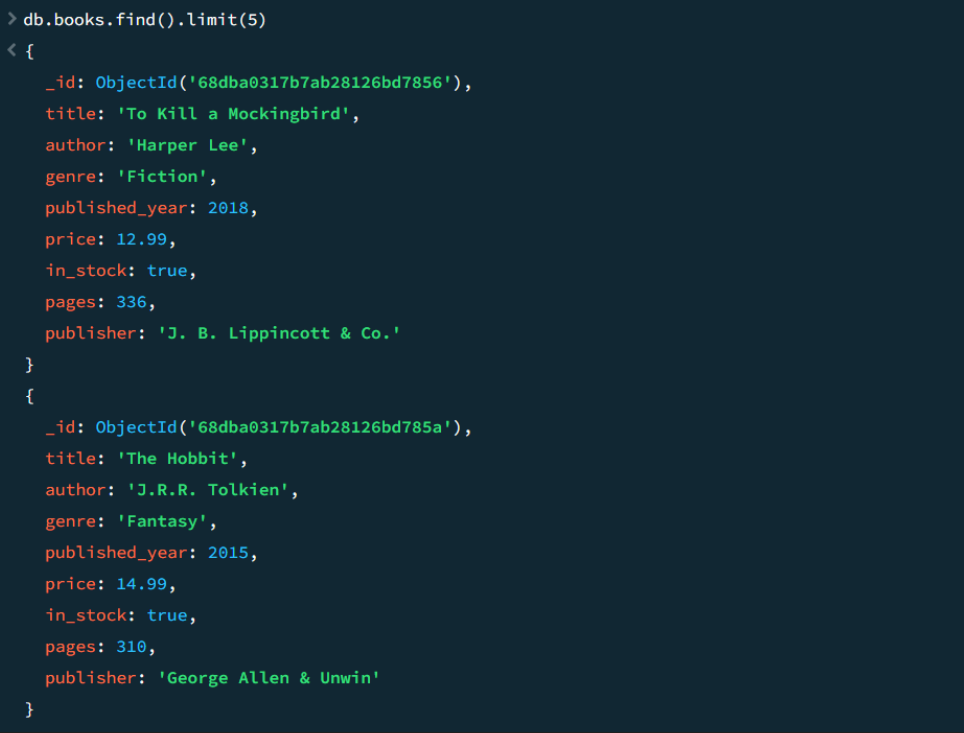 > db.books.find().limit(5)
< {
_id: ObjectId('68dba0317b7ab28126bd7856'),
title: 'To Kill a Mockingbird',
author: 'Harper Lee',
genre: 'Fiction',
published_year: 2018,
price: 12.99,
in_stock: true,
pages: 336,
publisher: 'J. B. Lippincott & Co.'
}
{
_id: ObjectId('68dba0317b7ab28126bd785a'),
title: 'The Hobbit',
author: 'J.R.R. Tolkien',
genre: 'Fantasy',
published_year: 2015,
price: 14.99,
in_stock: true,
pages: 310,
publisher: 'George Allen & Unwin'
}